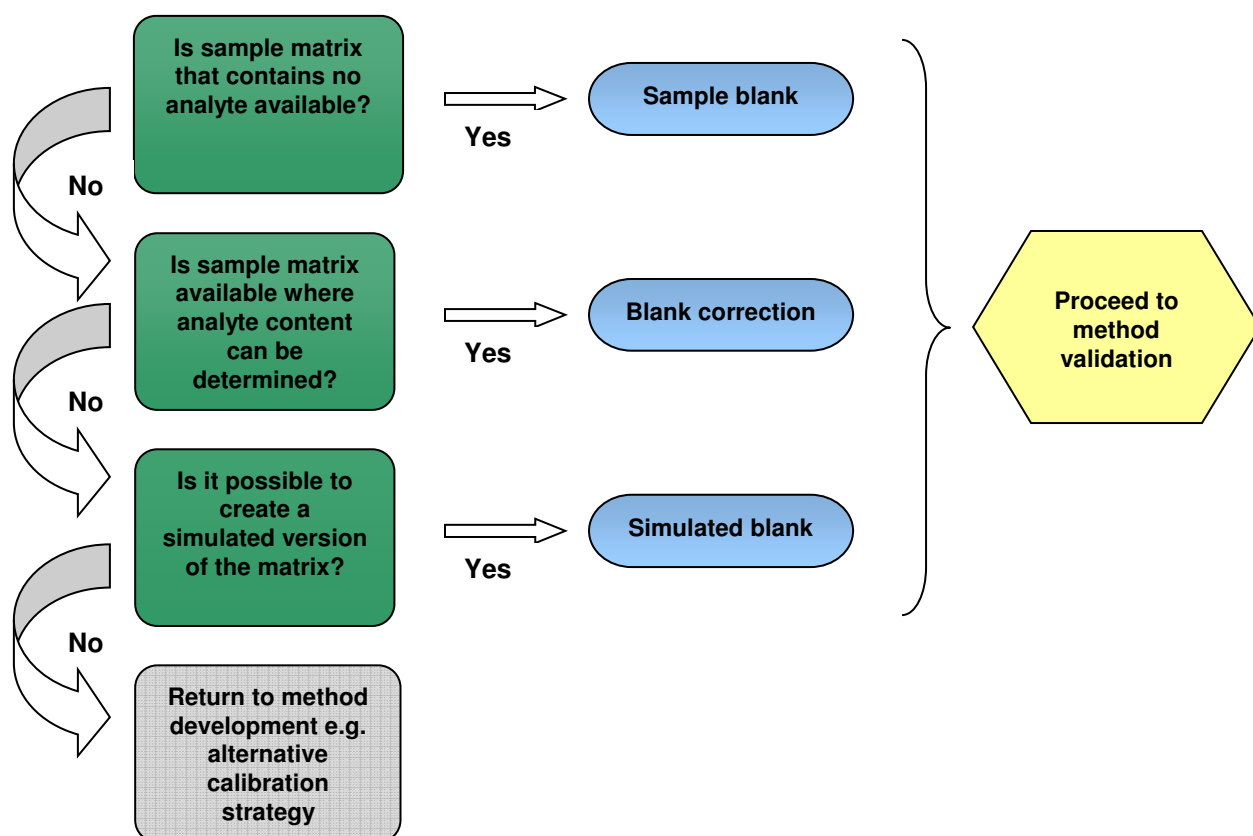 Is sample matrix
that contains no
analyte available?
Yes
Sample blank
No
Is sample matrix
available where
analyte content
can be
determined?
Yes
Blank correction
Proceed to
method
validation
No
Is it possible to
create a
simulated version
of the matrix?
Yes
Simulated blank
No
Return to method
development e.g.
alternative
calibration
strategy